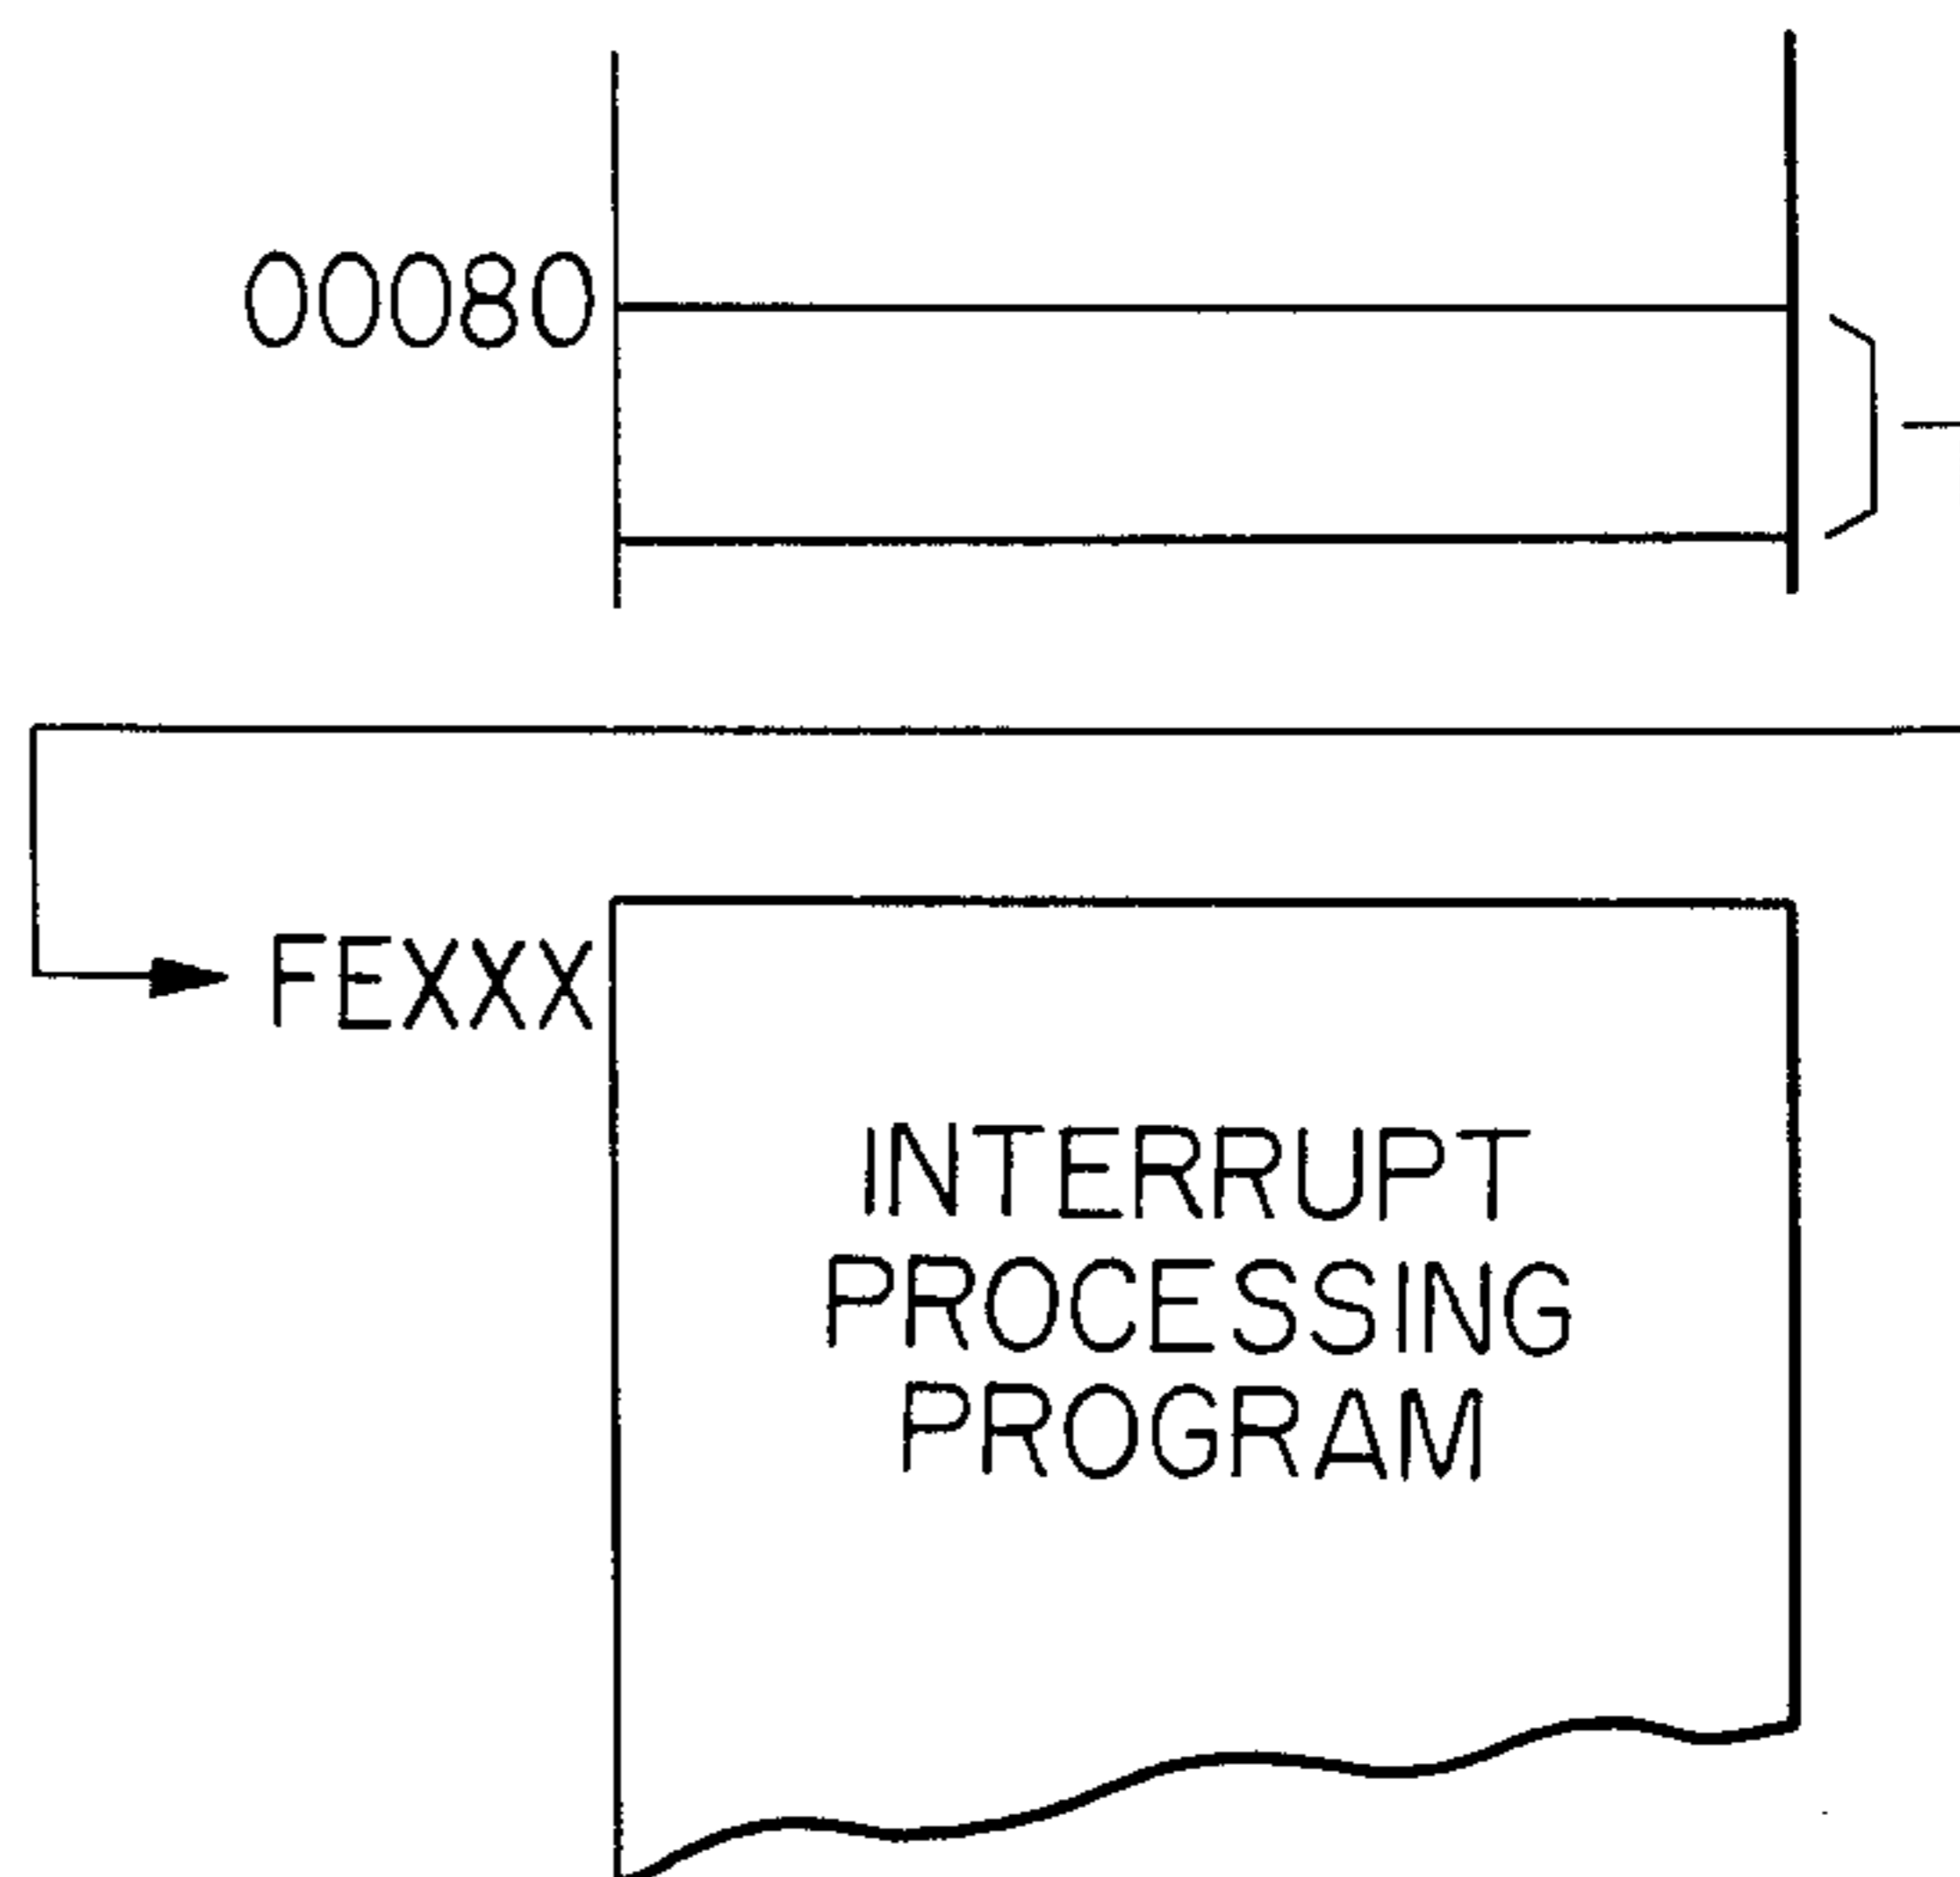 00080
FEXXX
INTERRUPT
PROCESSING
PROGRAM